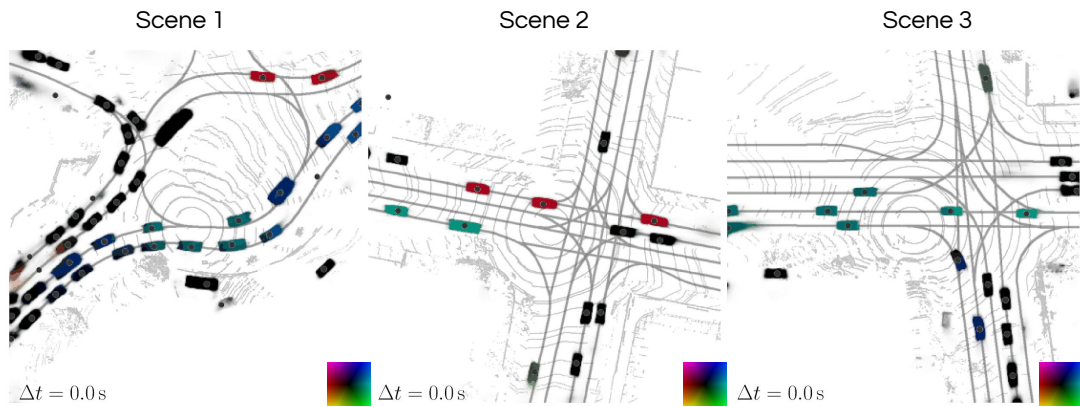 Scene 1
Scene 2
Scene 3
Δt = 0.0 s
Δt = 0.0 s
Δt = 0.0 s